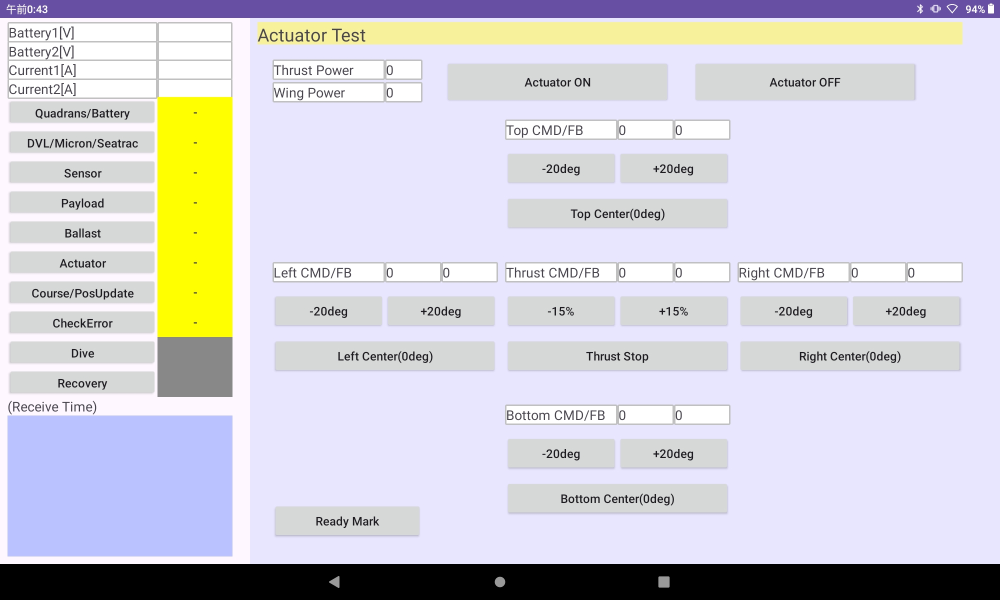 午前0:43 94%
Battery1[V]
Battery2[V]
Current1[A]
Current2[A]
Quadrans/Battery -
DVL/Micron/Seatrac -
Sensor -
Payload -
Ballast -
Actuator -
Course/PosUpdate -
CheckError -
Dive
Recovery
(Receive Time)
Actuator Test
Thrust Power 0
Wing Power 0
Actuator ON Actuator OFF
Top CMD/FB 0 0
-20deg +20deg
Top Center(0deg)
Left CMD/FB 0 0 Thrust CMD/FB 0 0 Right CMD/FB 0 0
-20deg +20deg -15% +15% -20deg +20deg
Left Center(0deg) Thrust Stop Right Center(0deg)
Bottom CMD/FB 0 0
-20deg +20deg
Bottom Center(0deg)
Ready Mark